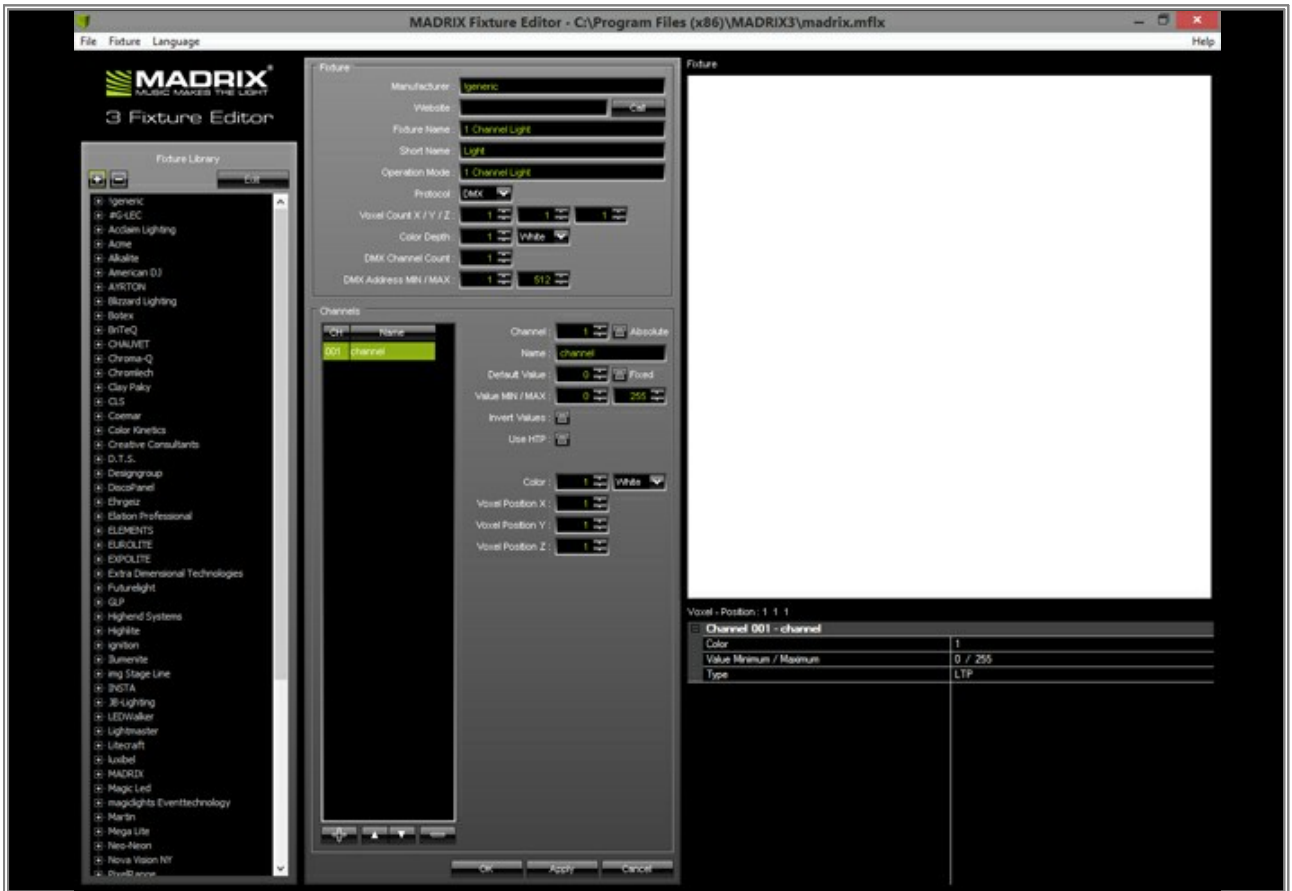 MADRIX Fixture Editor - C:\Program Files (x86)\MADRIX3\madrix.mflx
File Fixture Language Help
MADRIX®
MUSIC MAKES THE LIGHT
3 Fixture Editor
Fixture Library
Edit
!generic
#G-LEC
Acclaim Lighting
Acme
Alkalite
American DJ
AYRTON
Blizzard Lighting
Botex
BriTeQ
CHAUVET
Chroma-Q
Chromlech
Clay Paky
CLS
Coemar
Color Kinetics
Creative Consultants
D.T.S.
Designgroup
DiscoPanel
Ehrgeiz
Elation Professional
ELEMENTS
EUROLITE
EXPOLITE
Extra Dimensional Technologies
Futurelight
GLP
Highend Systems
Highlite
ignition
Ilumenite
img Stage Line
INSTA
JB-Lighting
LEDWalker
Lightmaster
Litecraft
luxibel
MADRIX
Magic Led
magiclights Eventtechnology
Martin
Mega Lite
Neo-Neon
Nova Vision NY
PixelRange
Fixture
Manufacturer : !generic
Website : Call
Fixture Name : 1 Channel Light
Short Name : Light
Operation Mode : 1 Channel Light
Protocol : DMX
Voxel Count X / Y / Z : 1 1 1
Color Depth : 1 White
DMX Channel Count : 1
DMX Address MIN / MAX : 1 512
Channels
CH Name
001 channel
Channel : 1 Absolute
Name : channel
Default Value : 0 Fixed
Value MIN / MAX : 0 255
Invert Values :
Use HTP :
Color : 1 White
Voxel Position X : 1
Voxel Position Y : 1
Voxel Position Z : 1
OK Apply Cancel
Fixture
Voxel - Position : 1 1 1
Channel 001 - channel
Color 1
Value Minimum / Maximum 0 / 255
Type LTP